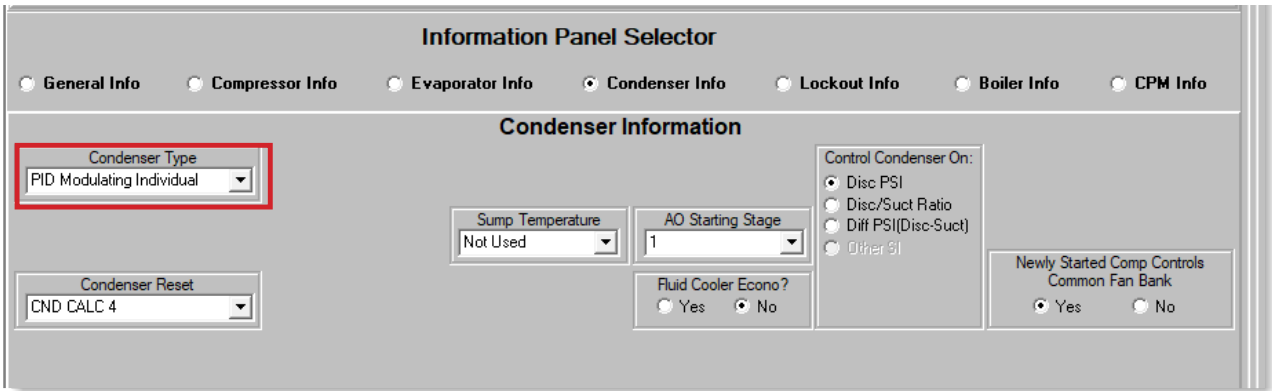 Information Panel Selector
General Info Compressor Info Evaporator Info Condenser Info Lockout Info Boiler Info CPM Info
Condenser Information
Condenser Type
PID Modulating Individual
Condenser Reset
CND CALC 4
Sump Temperature
Not Used
AO Starting Stage
1
Fluid Cooler Econo?
Yes No
Control Condenser On:
Disc PSI
Disc/Suct Ratio
Diff PSI(Disc-Suct)
Other SI
Newly Started Comp Controls
Common Fan Bank
Yes No